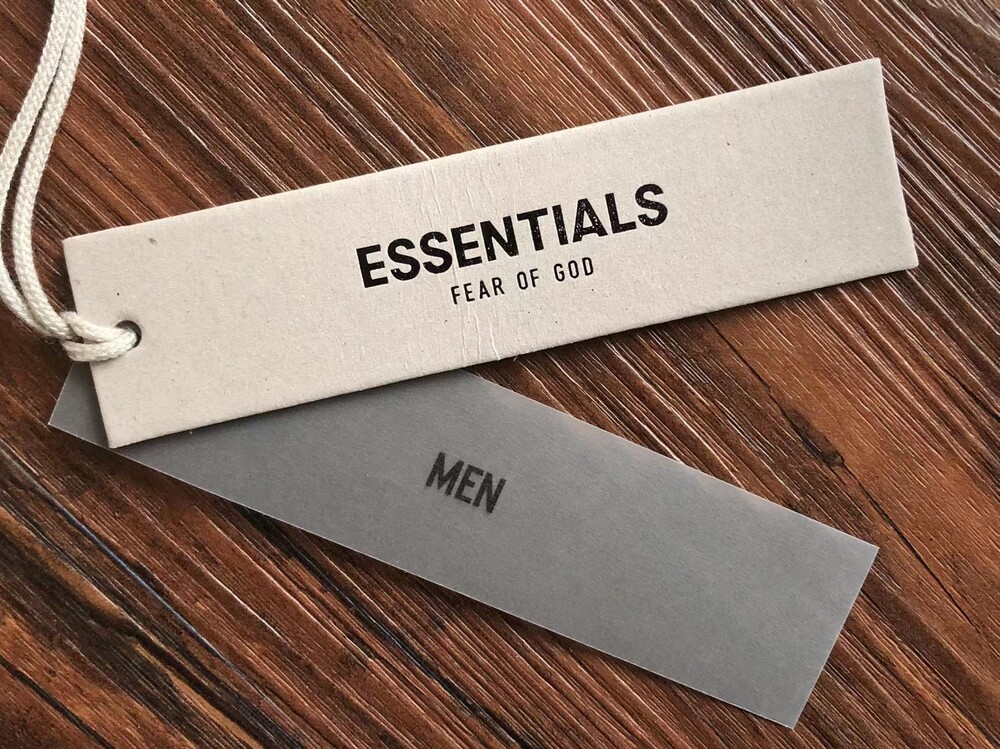 ESSENTIALS
FEAR OF GOD
MEN